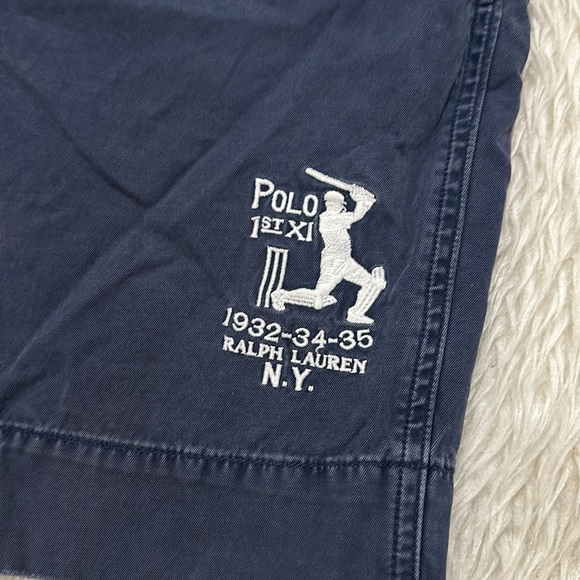 POLO
1ST XI
1932-34-35
RALPH LAUREN
N.Y.